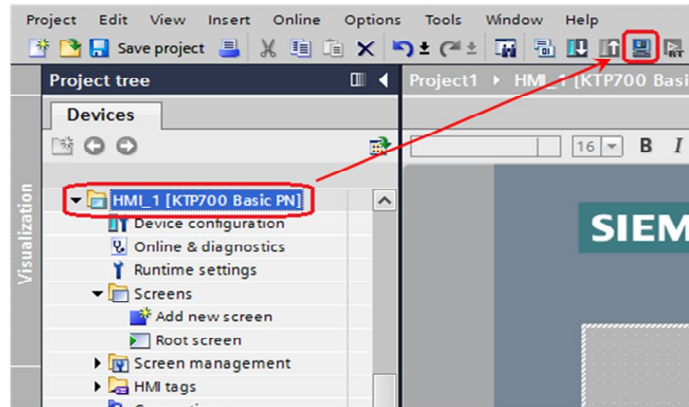 Project Edit View Insert Online Options Tools Window Help
Save project
RT
Project tree
Project1 HMI_1 [KTP700 Basi
Devices
16 B I
Visualization
HMI_1 [KTP700 Basic PN]
Device configuration
Online & diagnostics
Runtime settings
Screens
Add new screen
Root screen
Screen management
HMI tags
SIEM